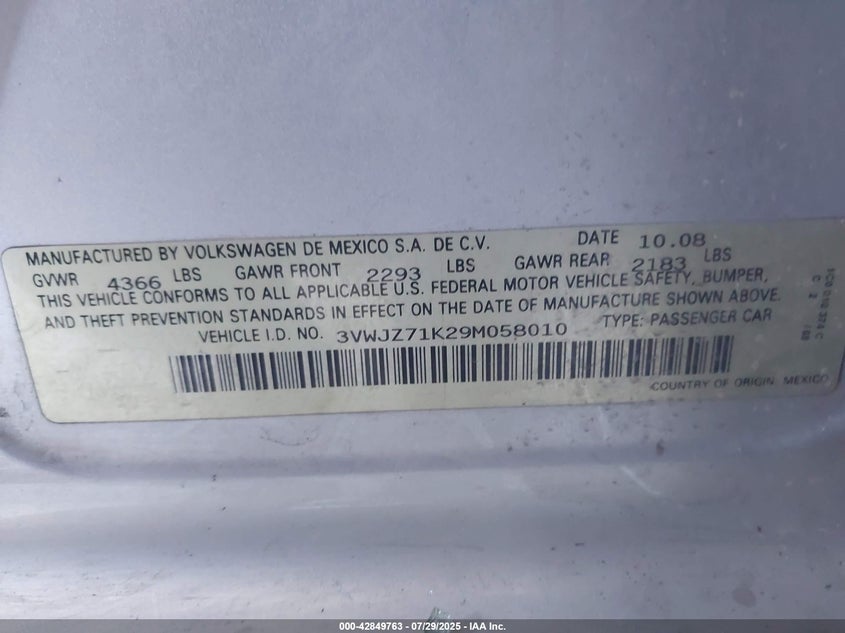 MANUFACTURED BY VOLKSWAGEN DE MEXICO S.A. DE C.V. DATE 10.08
GVWR 4366 LBS GAWR FRONT 2293 LBS GAWR REAR 2183 LBS
THIS VEHICLE CONFORMS TO ALL APPLICABLE U.S. FEDERAL MOTOR VEHICLE SAFETY, BUMPER,
AND THEFT PREVENTION STANDARDS IN EFFECT ON THE DATE OF MANUFACTURE SHOWN ABOVE.
VEHICLE I.D. NO. 3VWJZ71K29M058010 TYPE: PASSENGER CAR
COUNTRY OF ORIGIN: MEXICO
000-42849763 - 07/29/2025 - IAA Inc.